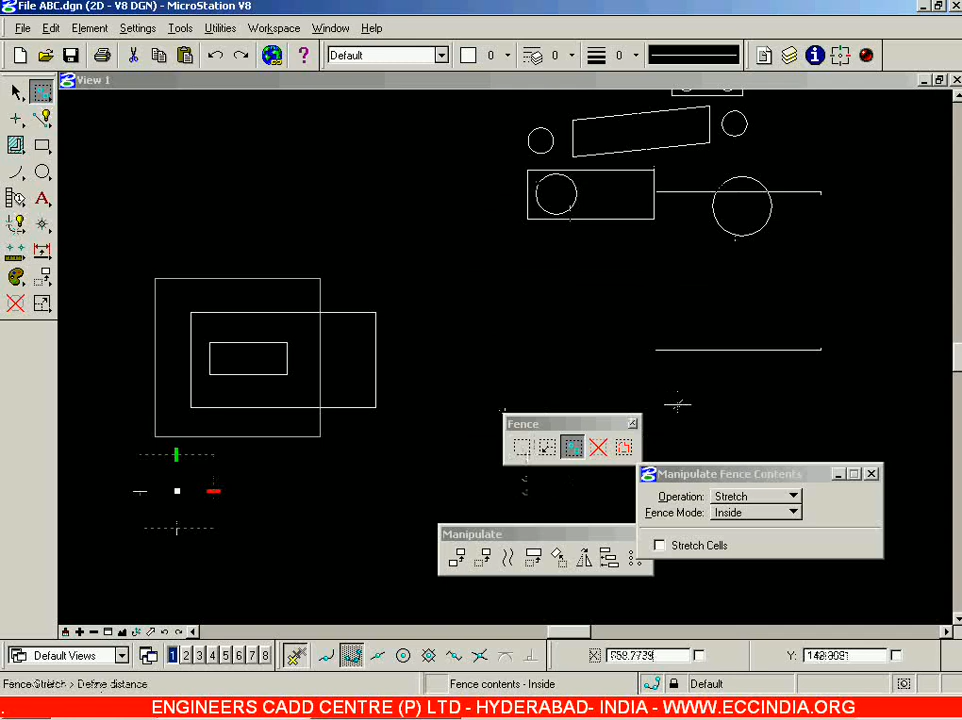 File ABC.dgn (2D - V8 DGN) - MicroStation V8
File Edit Element Settings Tools Utilities Workspace Window Help
Default 0 0 0
View 1
Fence
Manipulate Fence Contents
Operation: Stretch
Fence Mode: Inside
Stretch Cells
Manipulate
Default Views 1 2 3 4 5 6 7 8 Y:
Fence Stretch > Define distance Fence contents - Inside Default
ENGINEERS CADD CENTRE (P) LTD - HYDERABAD- INDIA - WWW.ECCINDIA.ORG